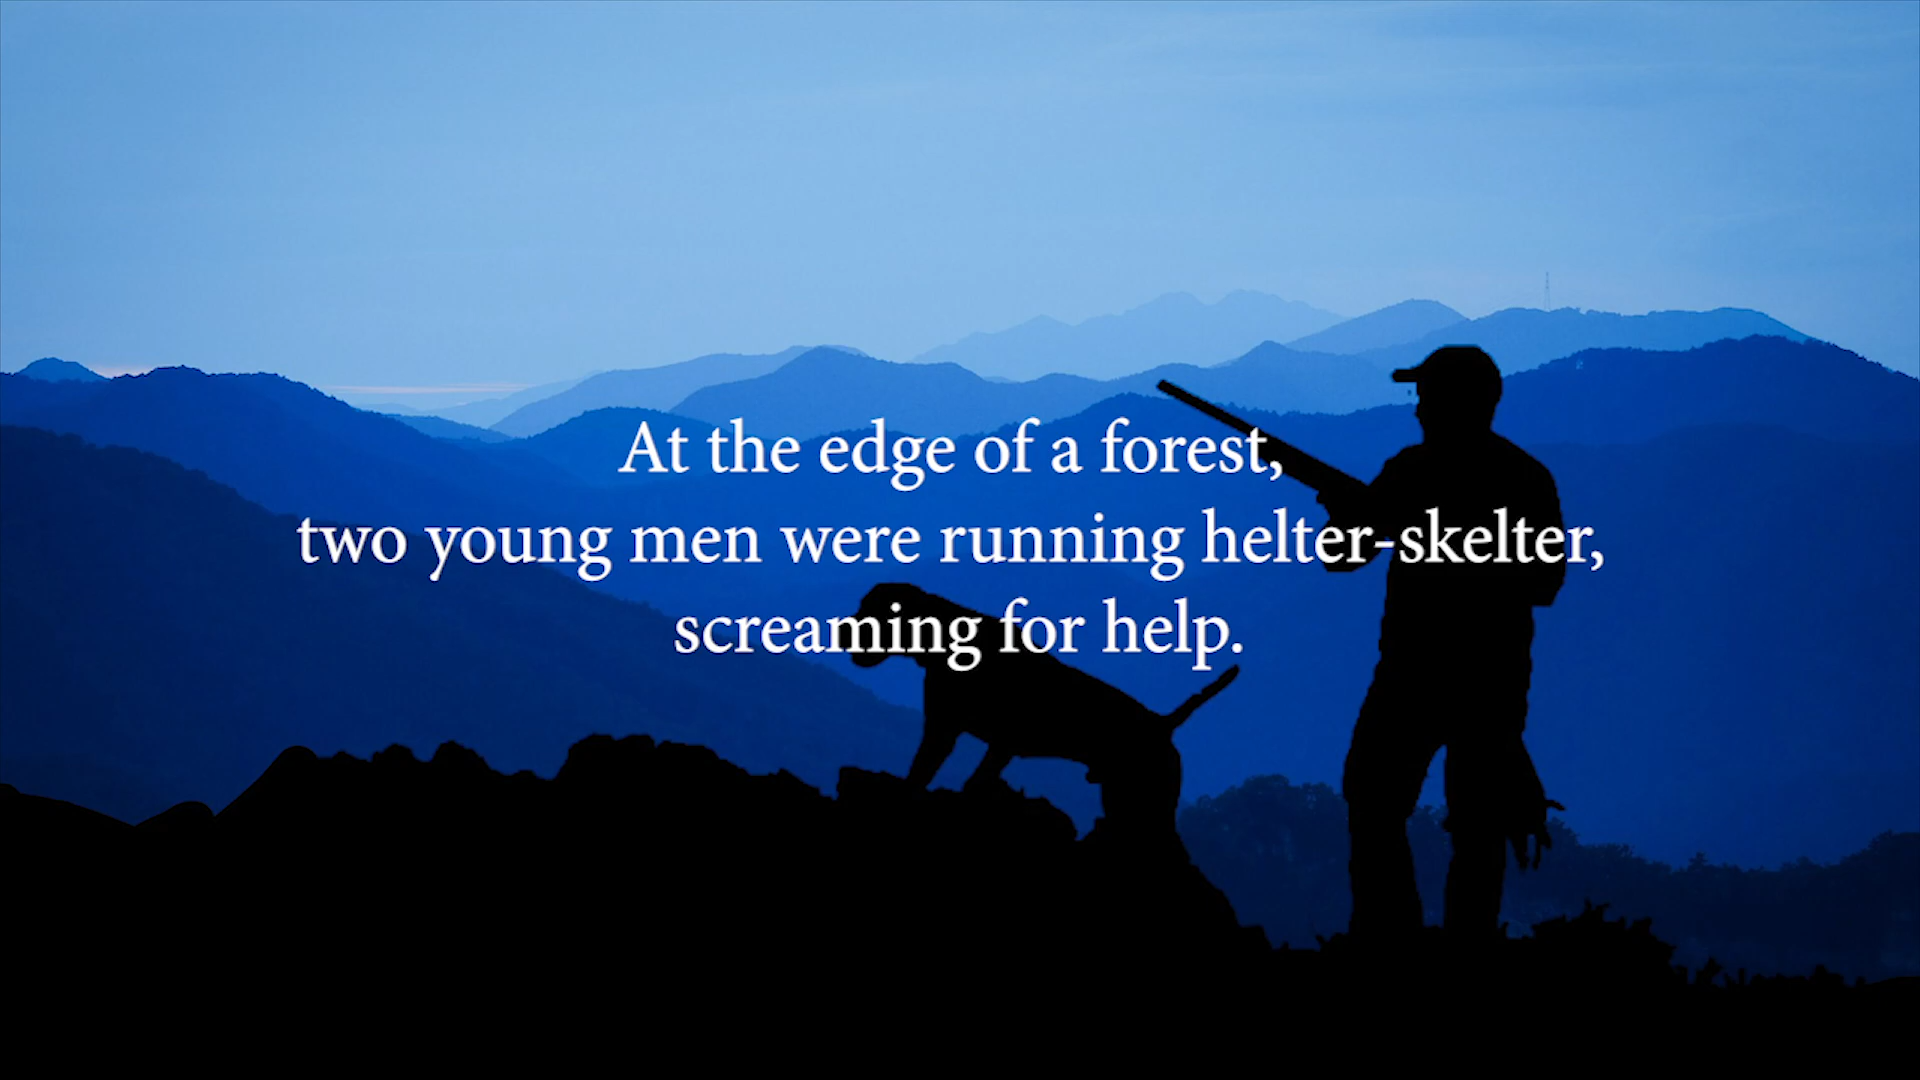 At the edge of a forest,
two young men were running helter-skelter,
screaming for help.